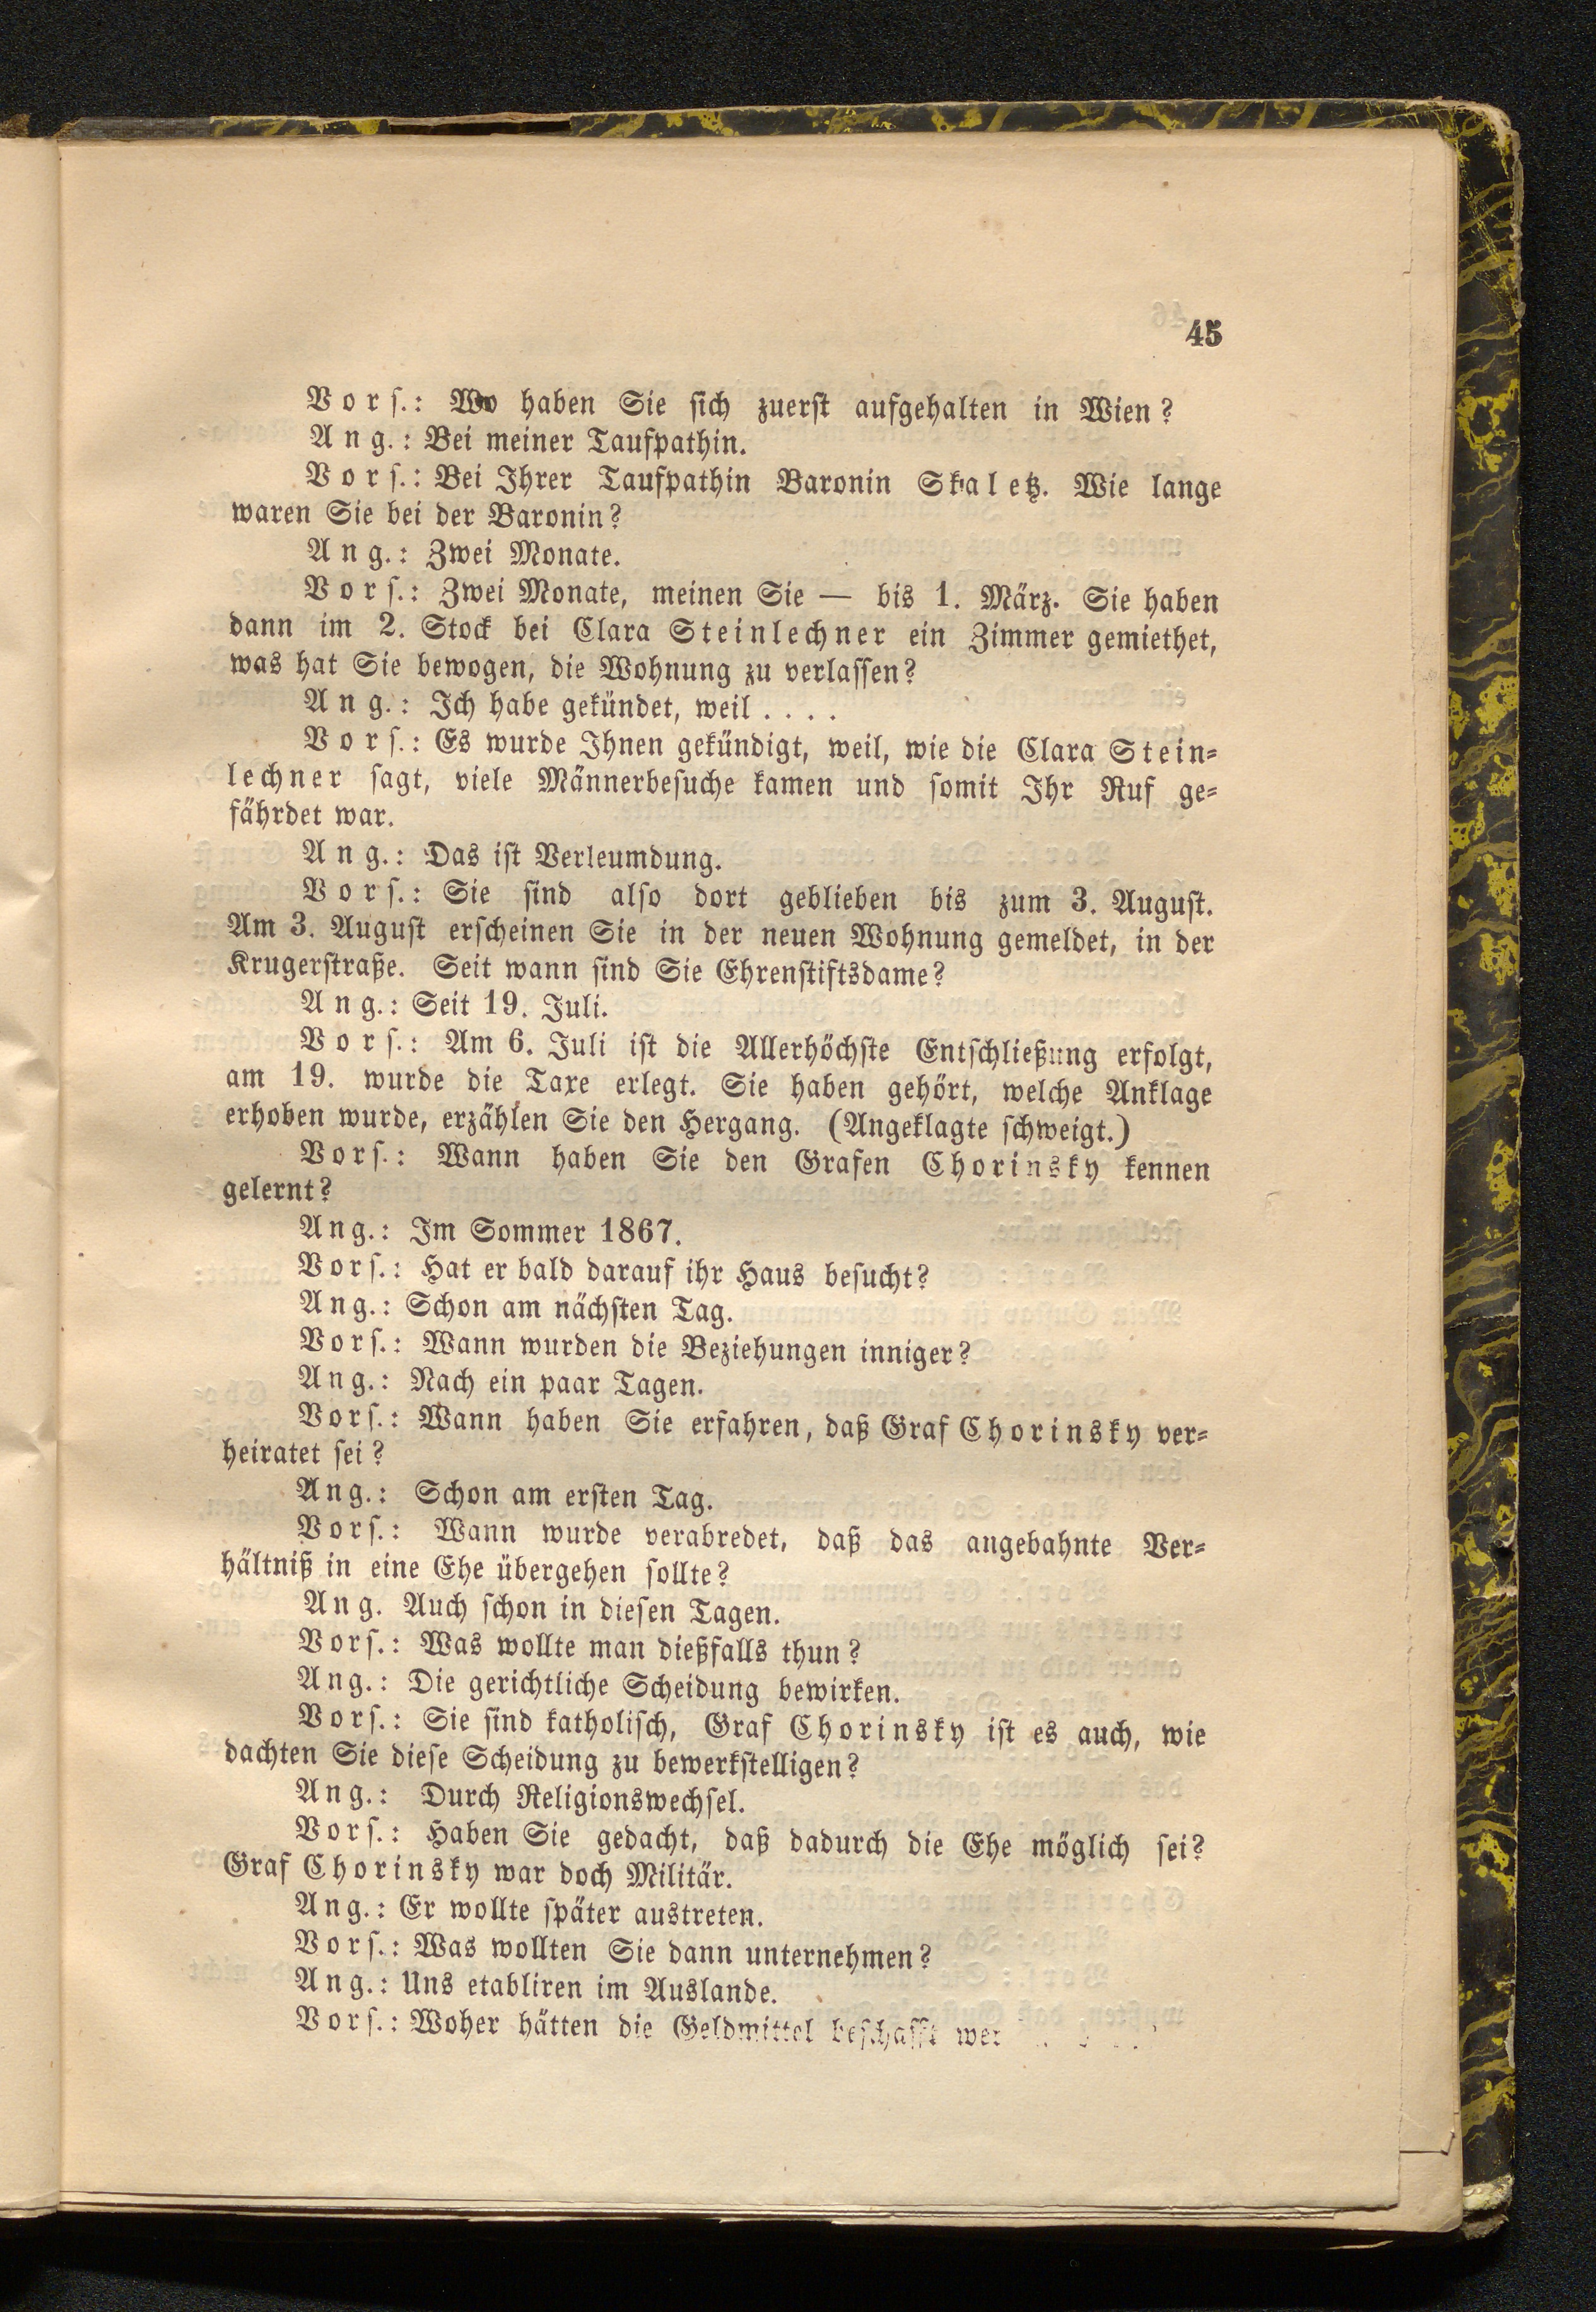 45
Vorſ.: Wo haben Sie ſich zuerſt aufgehalten in Wien?
Ang.: Bei meiner Taufpathin.
Vorſ.: Bei Ihrer Taufpathin Baronin Skaletz. Wie lange
waren Sie bei der Baronin?
Ang.: Zwei Monate.
Vorſ.: Zwei Monate, meinen Sie — bis 1. März. Sie haben
dann im 2. Stock bei Clara Steinlechner ein Zimmer gemiethet,
was hat Sie bewogen, die Wohnung zu verlaſſen?
Ang.: Ich habe gekündet, weil . . . .
Vorſ.: Es wurde Ihnen gekündigt, weil, wie die Clara Stein-
lechner ſagt, viele Männerbeſuche kamen und ſomit Ihr Ruf ge-
fährdet war.
Ang.: Das iſt Verleumdung.
Vorſ.: Sie ſind alſo dort geblieben bis zum 3. Auguſt.
Am 3. Auguſt erſcheinen Sie in der neuen Wohnung gemeldet, in der
Krugerſtraße. Seit wann ſind Sie Ehrenſtiftsdame?
Ang.: Seit 19. Juli.
Vorſ.: Am 6. Juli iſt die Allerhöchſte Entſchließung erfolgt,
am 19. wurde die Taxe erlegt. Sie haben gehört, welche Anklage
erhoben wurde, erzählen Sie den Hergang. (Angeklagte ſchweigt.)
Vorſ.: Wann haben Sie den Grafen Chorinsky kennen
gelernt?
Ang.: Im Sommer 1867.
Vorſ.: Hat er bald darauf ihr Haus beſucht?
Ang.: Schon am nächſten Tag.
Vorſ.: Wann wurden die Beziehungen inniger?
Ang.: Nach ein paar Tagen.
Vorſ.: Wann haben Sie erfahren, daß Graf Chorinsky ver-
heiratet ſei?
Ang.: Schon am erſten Tag.
Vorſ.: Wann wurde verabredet, daß das angebahnte Ver-
hältniß in eine Ehe übergehen ſollte?
Ang. Auch ſchon in dieſen Tagen.
Vorſ.: Was wollte man dießfalls thun?
Ang.: Die gerichtliche Scheidung bewirken.
Vorſ.: Sie ſind katholiſch, Graf Chorinsky iſt es auch, wie
dachten Sie dieſe Scheidung zu bewerkſtelligen?
Ang.: Durch Religionswechſel.
Vorſ.: Haben Sie gedacht, daß dadurch die Ehe möglich ſei?
Graf Chorinsky war doch Militär.
Ang.: Er wollte ſpäter austreten.
Vorſ.: Was wollten Sie dann unternehmen?
Ang.: Uns etabliren im Auslande.
Vorſ.: Woher hätten die Geldmittel beſchafft